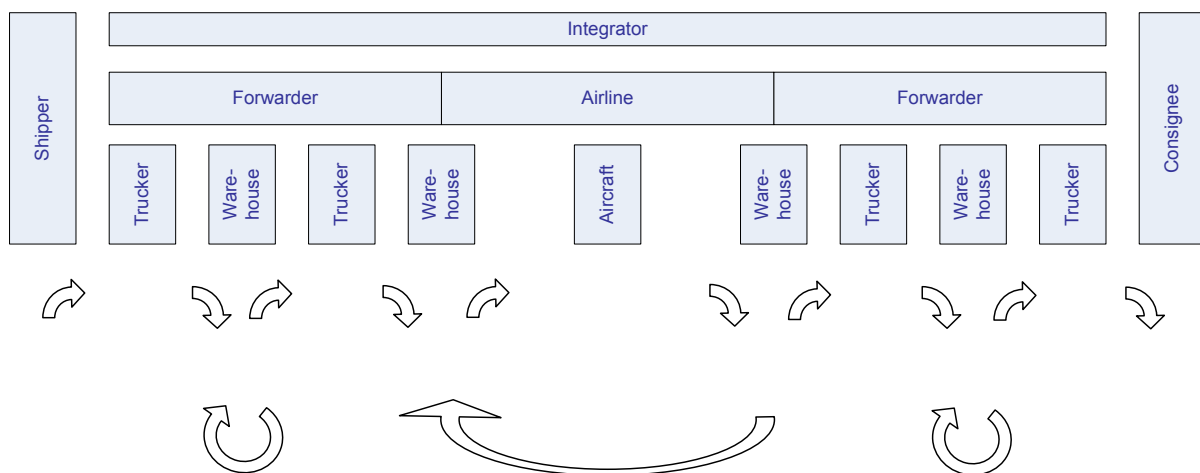 Shipper
Integrator
Consignee
Forwarder
Airline
Forwarder
Trucker
Ware-
house
Trucker
Ware-
house
Aircraft
Ware-
house
Trucker
Ware-
house
Trucker